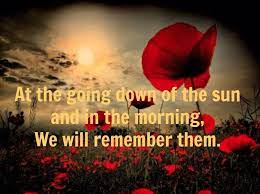 At the going down of the sun
and in the morning,
We will remember them.